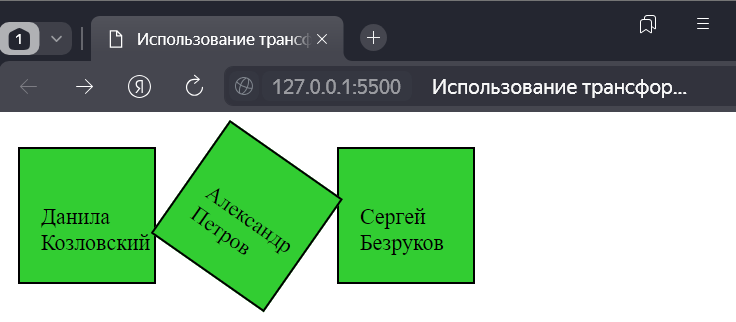 1
Использование трансф
Я
127.0.0.1:5500
Использование трансфор...
Данила
Козловский
Александр
Петров
Сергей
Безруков